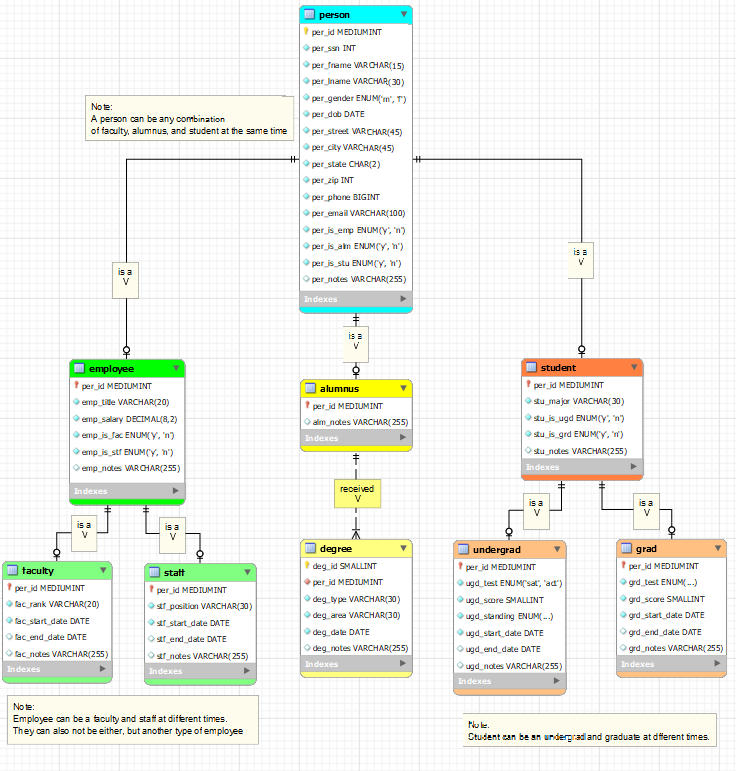 person
per_id MEDIUMINT
per_ssn INT
per_fname VARCHAR(15)
per_lname VARCHAR(30)
per_gender ENUM('m', 'f')
per_dob DATE
per_street VARCHAR(45)
per_city VARCHAR(45)
per_state CHAR(2)
per_zip INT
per_phone BIGINT
per_email VARCHAR(100)
per_is_emp ENUM('y', 'n')
per_is_alm ENUM('y', 'n')
per_is_stu ENUM('y', 'n')
per_notes VARCHAR(255)
Indexes
Note:
A person can be any combination
of faculty, alumnus, and student at the same time
is a
V
is a
V
is a
V
employee
per_id MEDIUMINT
emp_title VARCHAR(20)
emp_salary DECIMAL(8,2)
emp_is_fac ENUM('y', 'n')
emp_is_stf ENUM('y', 'n')
emp_notes VARCHAR(255)
Indexes
alumnus
per_id MEDIUMINT
alm_notes VARCHAR(255)
Indexes
student
per_id MEDIUMINT
stu_major VARCHAR(30)
stu_is_ugd ENUM('y', 'n')
stu_is_grd ENUM('y', 'n')
stu_notes VARCHAR(255)
Indexes
is a
V
is a
V
received
V
is a
V
is a
V
faculty
per_id MEDIUMINT
fac_rank VARCHAR(20)
fac_start_date DATE
fac_end_date DATE
fac_notes VARCHAR(255)
Indexes
staff
per_id MEDIUMINT
stf_position VARCHAR(30)
stf_start_date DATE
stf_end_date DATE
stf_notes VARCHAR(255)
Indexes
degree
deg_id SMALLINT
per_id MEDIUMINT
deg_type VARCHAR(30)
deg_area VARCHAR(30)
deg_date DATE
deg_notes VARCHAR(255)
Indexes
undergrad
per_id MEDIUMINT
ugd_test ENUM('sat', 'act')
ugd_score SMALLINT
ugd_standing ENUM(...)
ugd_start_date DATE
ugd_end_date DATE
ugd_notes VARCHAR(255)
Indexes
grad
per_id MEDIUMINT
grd_test ENUM(...)
grd_score SMALLINT
grd_start_date DATE
grd_end_date DATE
grd_notes VARCHAR(255)
Indexes
Note:
Employee can be a faculty and staff at different times.
They can also not be either, but another type of employee
Note:
Student can be an undergrad and graduate at different times.